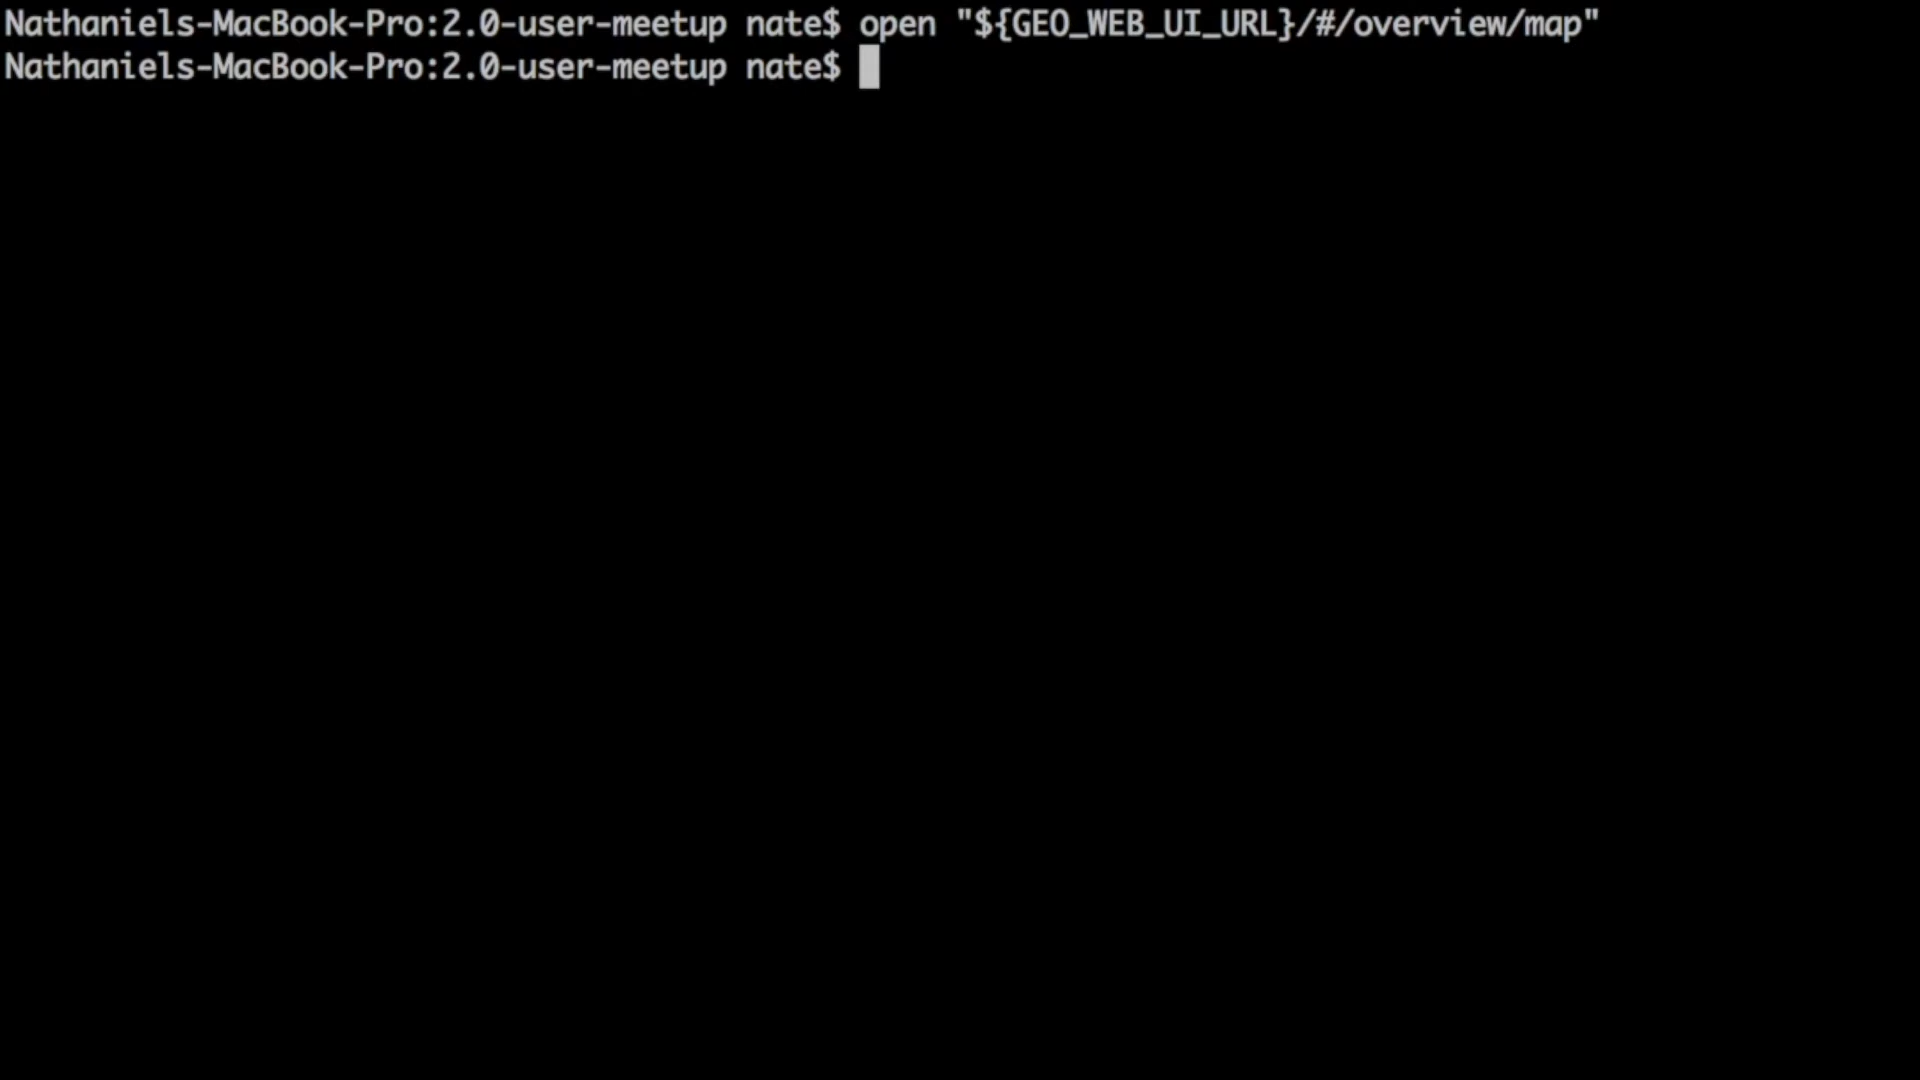 Nathaniels-MacBook-Pro:2.0-user-meetup nate$ open "${GEO_WEB_UI_URL}/#/overview/map"
Nathaniels-MacBook-Pro:2.0-user-meetup nate$